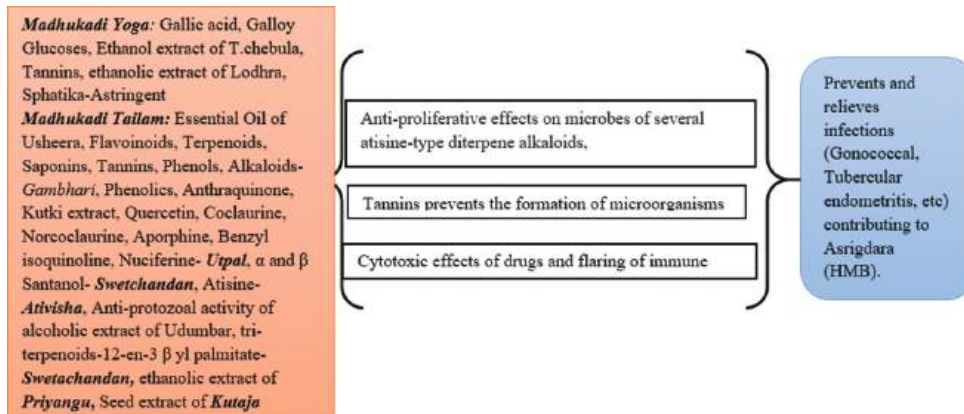 Madhukadi Yoga: Gallic acid, Galloy
Glucoses, Ethanol extract of T.chebula,
Tannins, ethanolic extract of Lodhra,
Sphatika-Astringent
Madhukadi Tailam: Essential Oil of
Usheera, Flavoinoids, Terpenoids,
Saponins, Tannins, Phenols, Alkaloids-
Gambhari, Phenolics, Anthraquinone,
Kutki extract, Quercetin, Coclaurine,
Norcoclaurine, Aporphine, Benzyl
isoquinoline, Nuciferine- Utpal, α and β
Santanol- Swetchandan, Atisine-
Ativisha, Anti-protozoal activity of
alcoholic extract of Udumbar, tri-
terpenoids-12-en-3 β yl palmitate-
Swetachandan, ethanolic extract of
Priyangu, Seed extract of Kutaja
Anti-proliferative effects on microbes of several
atisine-type diterpene alkaloids,
Tannins prevents the formation of microorganisms
Cytotoxic effects of drugs and flaring of immune
Prevents and
relieves
infections
(Gonococcal,
Tubercular
endometritis, etc)
contributing to
Asrigdara
(HMB).